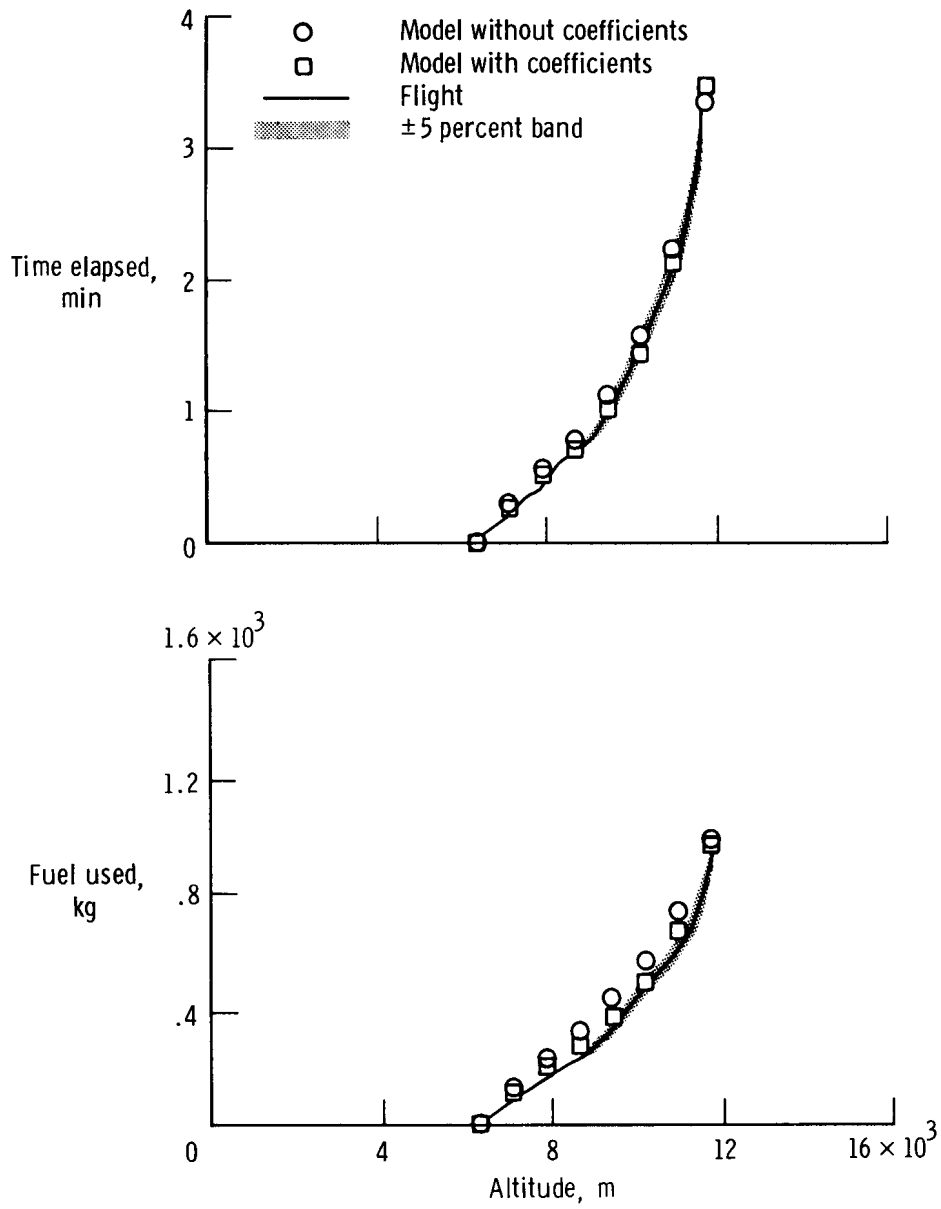 4
Model without coefficients
Model with coefficients
Flight
±5 percent band
3
Time elapsed,
min
2
1
0
1.6 × 10³
1.2
Fuel used,
kg
.8
.4
0 4 8 12 16 × 10³
Altitude, m